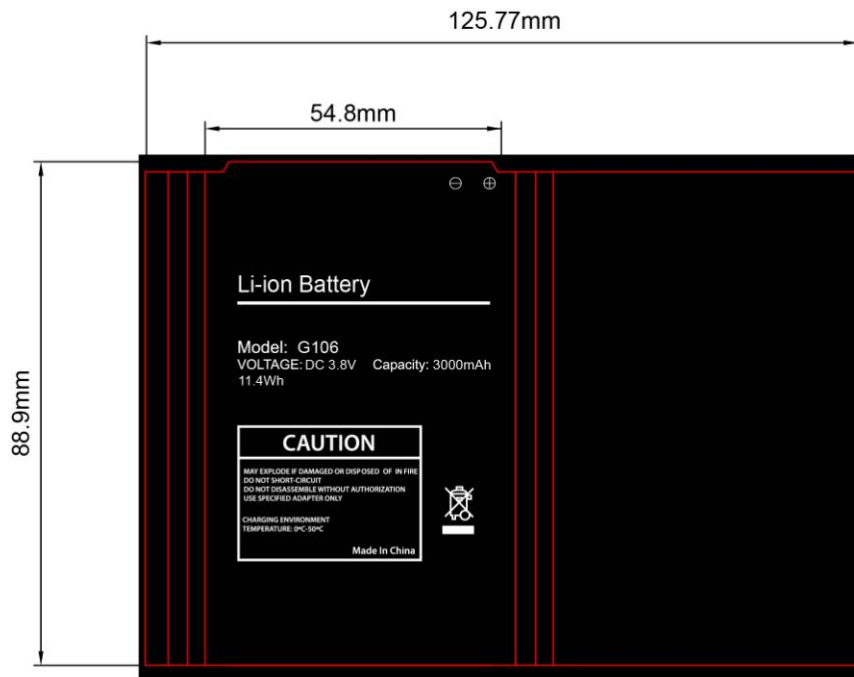 125.77mm
54.8mm
88.9mm
⊖ ⊕
Li-ion Battery
Model: G106
VOLTAGE: DC 3.8V Capacity: 3000mAh
11.4Wh
CAUTION
MAY EXPLODE IF DAMAGED OR DISPOSED OF IN FIRE
DO NOT SHORT-CIRCUIT
DO NOT DISASSEMBLE WITHOUT AUTHORIZATION
USE SPECIFIED ADAPTER ONLY
CHARGING ENVIRONMENT
TEMPERATURE: 0ºC-50ºC
Made In China